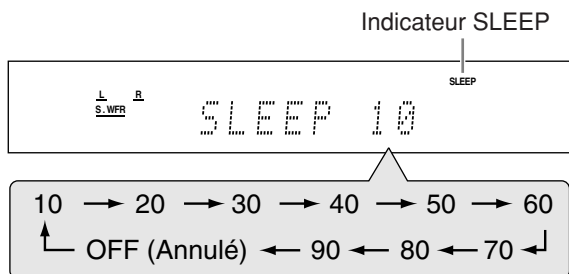 Indicateur SLEEP
SLEEP
L R
S.WFR
SLEEP 10
10 → 20 → 30 → 40 → 50 → 60
OFF (Annulé) ← 90 ← 80 ← 70